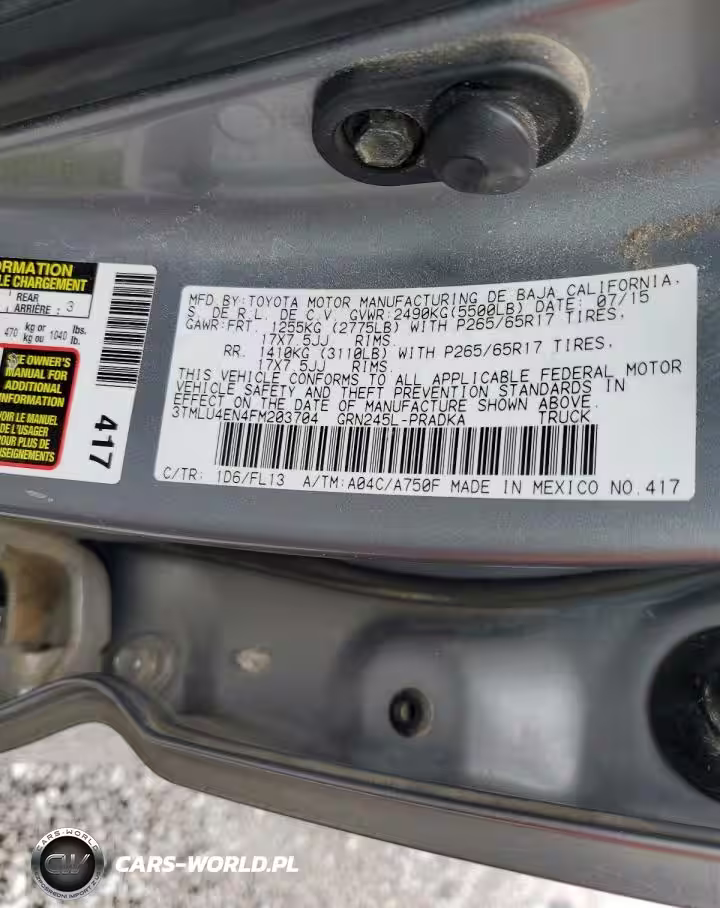 ORMATION
LE CHARGEMENT
REAR
ARRIÈRE : 3
470 kg or 1040 lbs.
kg ou lb.
SEE OWNER'S
MANUAL FOR
ADDITIONAL
INFORMATION
VOIR LE MANUEL
DE L'USAGER
POUR PLUS DE
RENSEIGNEMENTS
417
MFD.BY:TOYOTA MOTOR MANUFACTURING DE BAJA CALIFORNIA,
S. DE R.L. DE C.V. GVWR:2490KG(5500LB) DATE: 07/15
GAWR:FRT. 1255KG (2775LB) WITH P265/65R17 TIRES,
17X7.5JJ RIMS.
RR. 1410KG (3110LB) WITH P265/65R17 TIRES,
17X7.5JJ RIMS.
THIS VEHICLE CONFORMS TO ALL APPLICABLE FEDERAL MOTOR
VEHICLE SAFETY AND THEFT PREVENTION STANDARDS IN
EFFECT ON THE DATE OF MANUFACTURE SHOWN ABOVE.
3TMLU4EN4FM203704 GRN245L-PRADKA TRUCK
C/TR: 1D6/FL13 A/TM:A04C/A750F MADE IN MEXICO NO.417
CARS-WORLD
CW
CARS-WORLD.PL